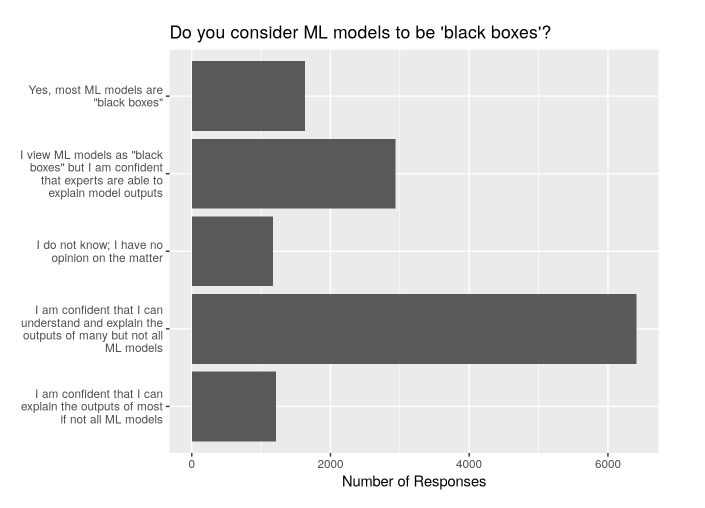 Do you consider ML models to be 'black boxes'?
Yes, most ML models are
"black boxes"
I view ML models as "black
boxes" but I am confident
that experts are able to
explain model outputs
I do not know; I have no
opinion on the matter
I am confident that I can
understand and explain the
outputs of many but not all
ML models
I am confident that I can
explain the outputs of most
if not all ML models
0 2000 4000 6000
Number of Responses